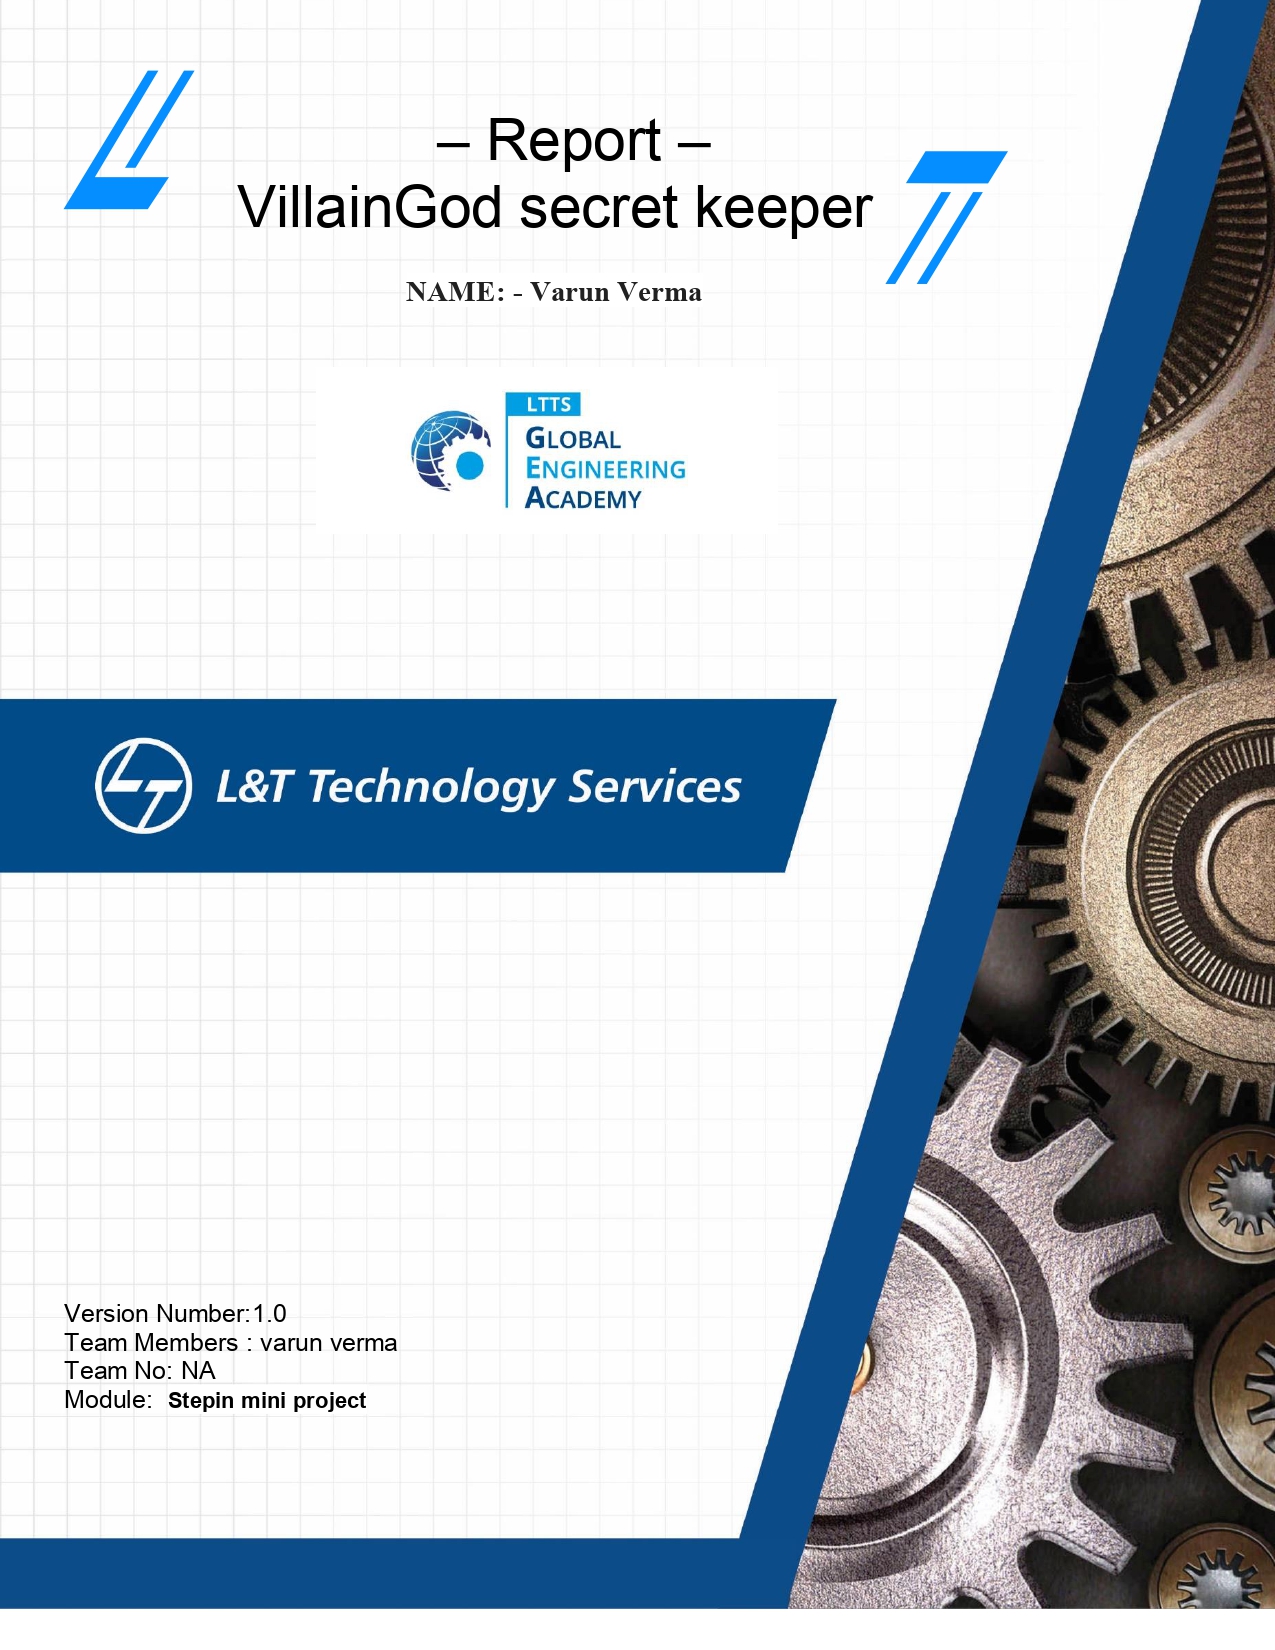 – Report –
VillainGod secret keeper
NAME: - Varun Verma
LTTS
GLOBAL
ENGINEERING
ACADEMY
L&T Technology Services
Version Number:1.0
Team Members : varun verma
Team No: NA
Module: Stepin mini project